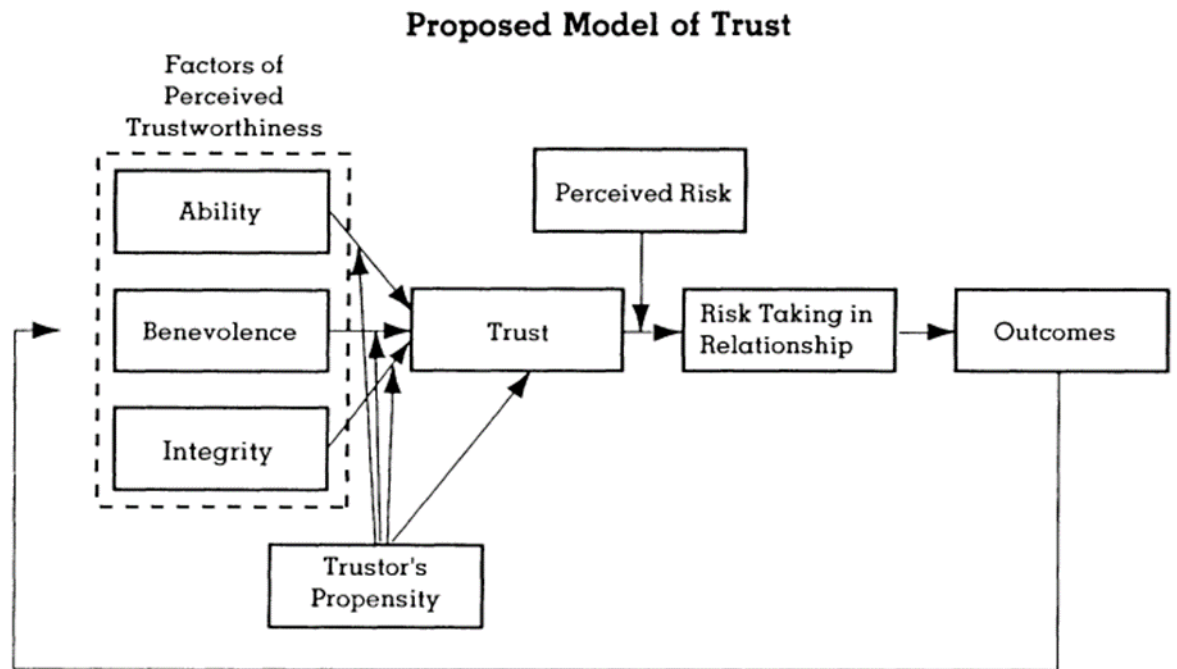 Proposed Model of Trust
Factors of
Perceived
Trustworthiness
Ability
Perceived Risk
Benevolence
Trust
Risk Taking in
Relationship
Outcomes
Integrity
Trustor's
Propensity